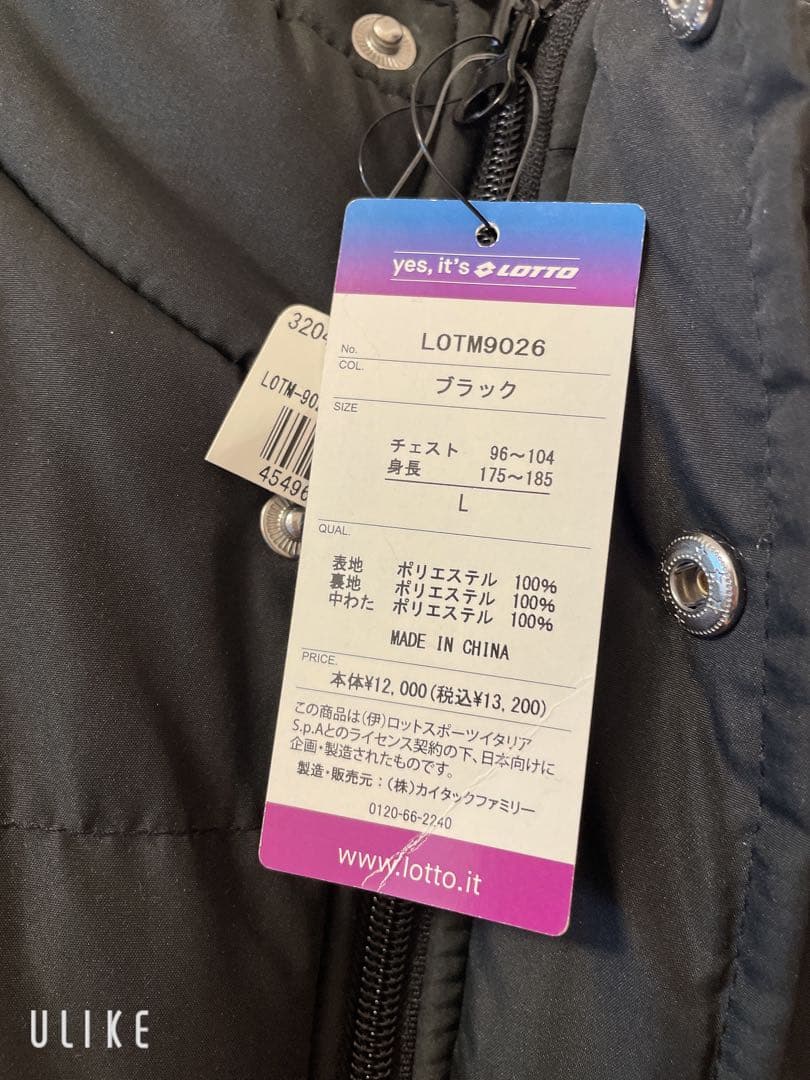 yes, it's LOTTO
No. LOTM9026
COL. ブラック
SIZE
チェスト 96～104
身長 175～185
L
QUAL.
表地 ポリエステル 100%
裏地 ポリエステル 100%
中わた ポリエステル 100%
MADE IN CHINA
PRICE.
本体¥12,000(税込¥13,200)
この商品は(伊)ロットスポーツイタリア
S.p.Aとのライセンス契約の下、日本向けに
企画・製造されたものです。
製造・販売元：(株)カイタックファミリー
0120-66-2240
www.lotto.it
3204
LOTM-90
45496
ULIKE